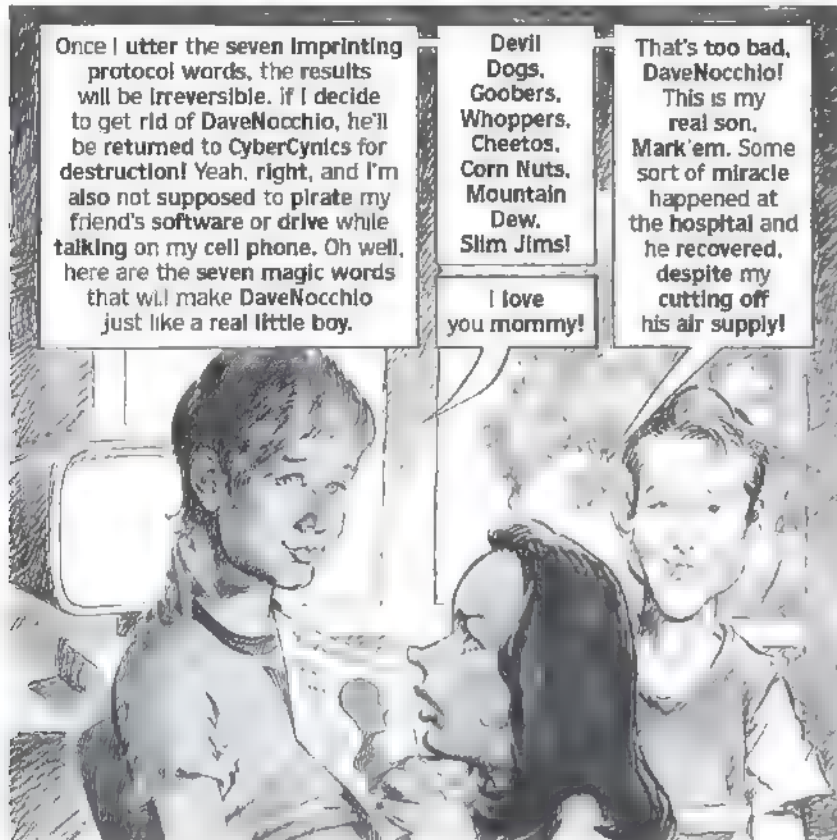 Once I utter the seven imprinting
protocol words, the results
will be irreversible. if I decide
to get rid of DaveNocchio, he'll
be returned to CyberCynics for
destruction! Yeah, right, and I'm
also not supposed to pirate my
friend's software or drive while
talking on my cell phone. Oh well,
here are the seven magic words
that will make DaveNocchio
just like a real little boy.
Devil
Dogs,
Goobers,
Whoppers,
Cheetos,
Corn Nuts,
Mountain
Dew,
Slim Jims!
I love
you mommy!
That's too bad,
DaveNocchio!
This is my
real son,
Mark'em. Some
sort of miracle
happened at
the hospital and
he recovered,
despite my
cutting off
his air supply!